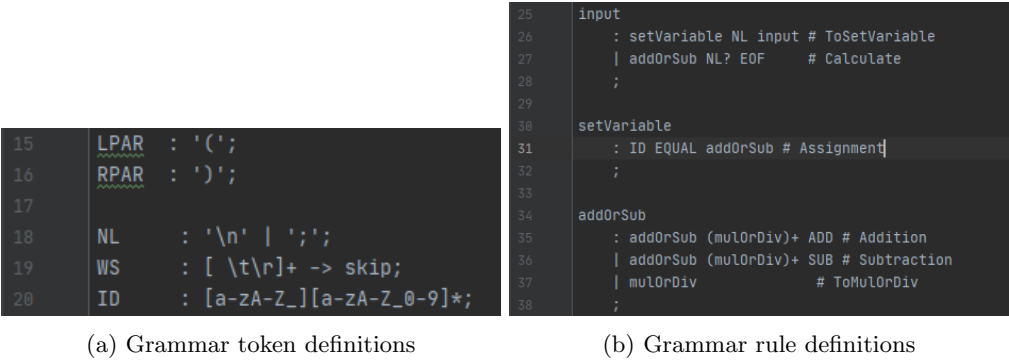 15 LPAR : '(';
16 RPAR : ')';
17
18 NL : '\n' | ';';
19 WS : [ \t\r]+ -> skip;
20 ID : [a-zA-Z_][a-zA-Z_0-9]*;
(a) Grammar token definitions
25 input
26 : setVariable NL input # ToSetVariable
27 | addOrSub NL? EOF # Calculate
28 ;
29
30 setVariable
31 : ID EQUAL addOrSub # Assignment
32 ;
33
34 addOrSub
35 : addOrSub (mulOrDiv)+ ADD # Addition
36 | addOrSub (mulOrDiv)+ SUB # Subtraction
37 | mulOrDiv # ToMulOrDiv
38 ;
(b) Grammar rule definitions